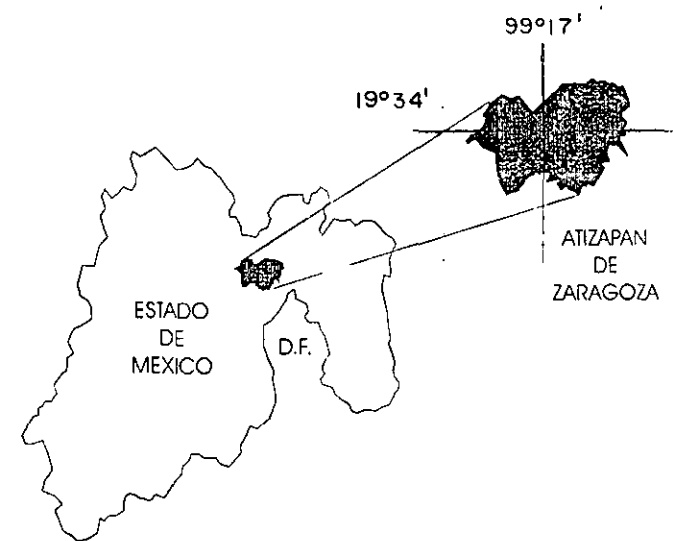 99°17'
19°34'
ATIZAPAN
DE
ZARAGOZA
ESTADO
DE
MEXICO
D.F.